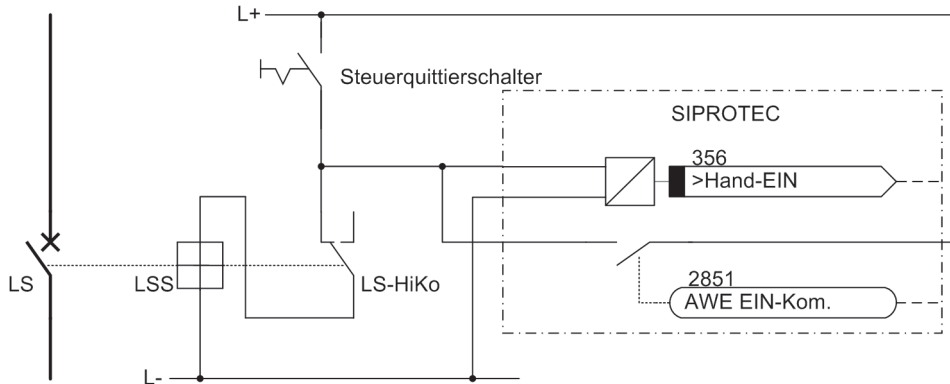 L+
Steuerquittierschalter
SIPROTEC
356
>Hand-EIN
LS
LSS
LS-HiKo
2851
AWE EIN-Kom.
L-